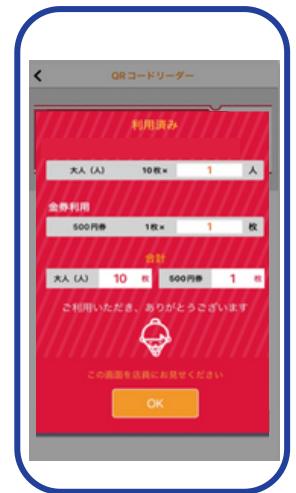 QRコードリーダー
利用済み
大人 (人) 10枚× 1 人
金券利用
500円券 1枚× 1 枚
合計
大人 (人) 10 枚 500円券 1 枚
ご利用いただき、ありがとうございます
この画面を店員にお見せください
OK